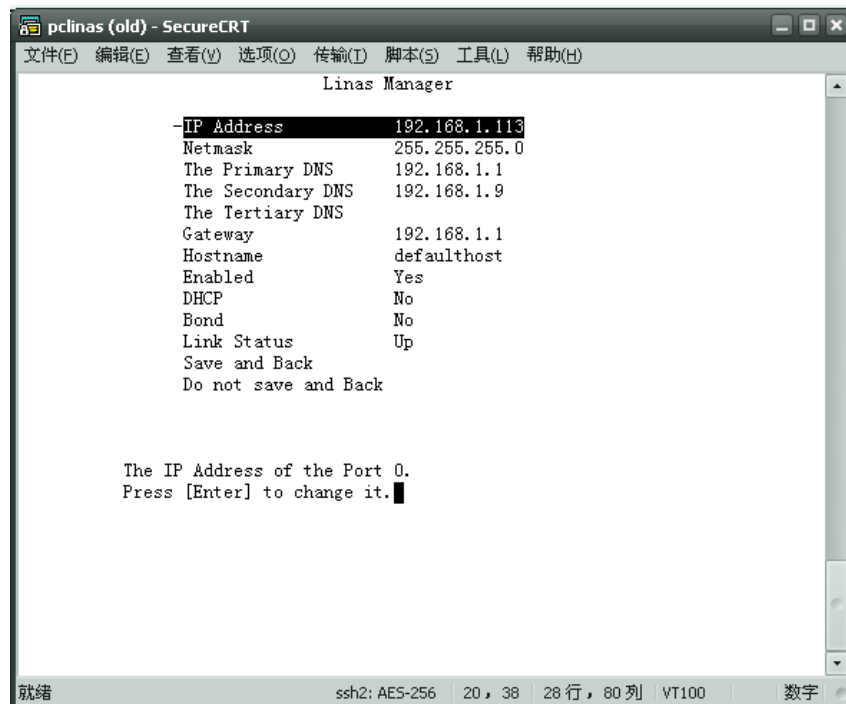 pclinas (old) - SecureCRT
文件(F) 编辑(E) 查看(V) 选项(O) 传输(T) 脚本(S) 工具(L) 帮助(H)
Linas Manager
-IP Address 192.168.1.113
Netmask 255.255.255.0
The Primary DNS 192.168.1.1
The Secondary DNS 192.168.1.9
The Tertiary DNS
Gateway 192.168.1.1
Hostname defaulthost
Enabled Yes
DHCP No
Bond No
Link Status Up
Save and Back
Do not save and Back
The IP Address of the Port 0.
Press [Enter] to change it.
就绪 ssh2: AES-256 20, 38 28行, 80列 VT100 数字